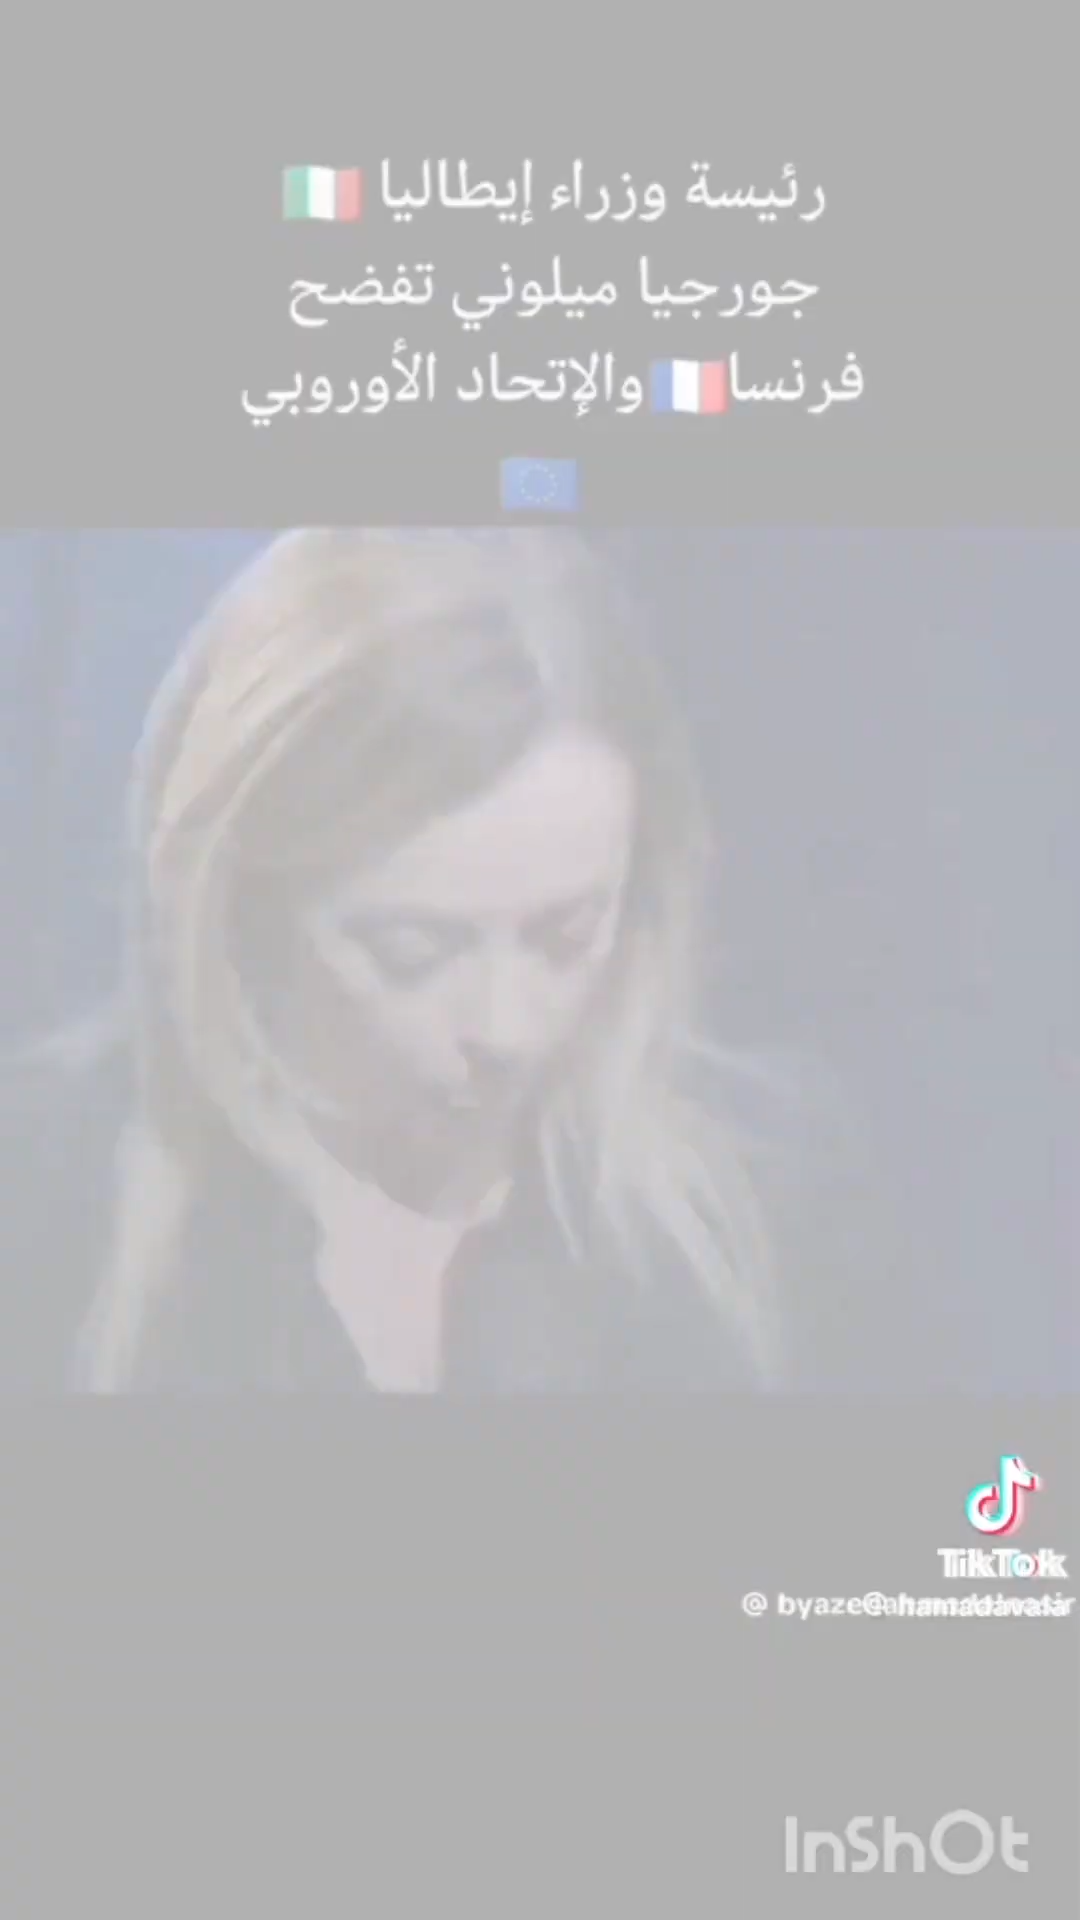 رئيسة وزراء إيطاليا 🇮🇹
جورجيا ميلوني تفضح
فرنسا🇫🇷والإتحاد الأوروبي
🇪🇺
TikTok
InShOt